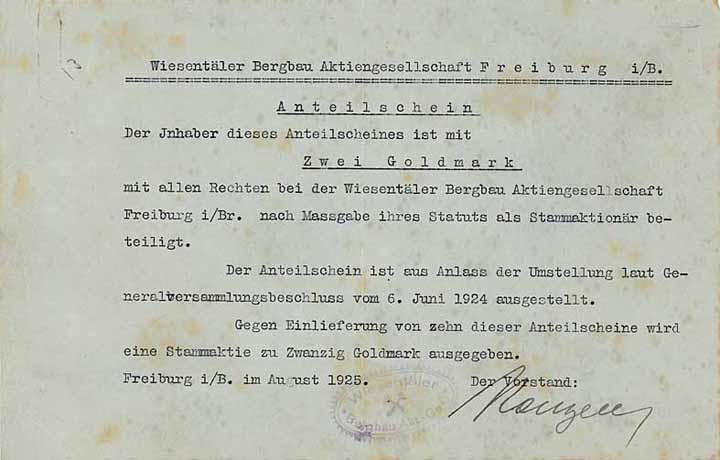 13
Wiesentäler Bergbau Aktiengesellschaft F r e i b u r g i/B.
A n t e i l s c h e i n
Der Jnhaber dieses Anteilscheines ist mit
Z w e i G o l d m a r k
mit allen Rechten bei der Wiesentäler Bergbau Aktiengesellschaft
Freiburg i/Br. nach Massgabe ihres Statuts als Stammaktionär be-
teiligt.
Der Anteilschein ist aus Anlass der Umstellung laut Ge-
neralversammlungsbeschluss vom 6. Juni 1924 ausgestellt.
Gegen Einlieferung von zehn dieser Anteilscheine wird
eine Stammaktie zu Zwanzig Goldmark ausgegeben.
Freiburg i/B. im August 1925. Der Vorstand:
Wiesentäler